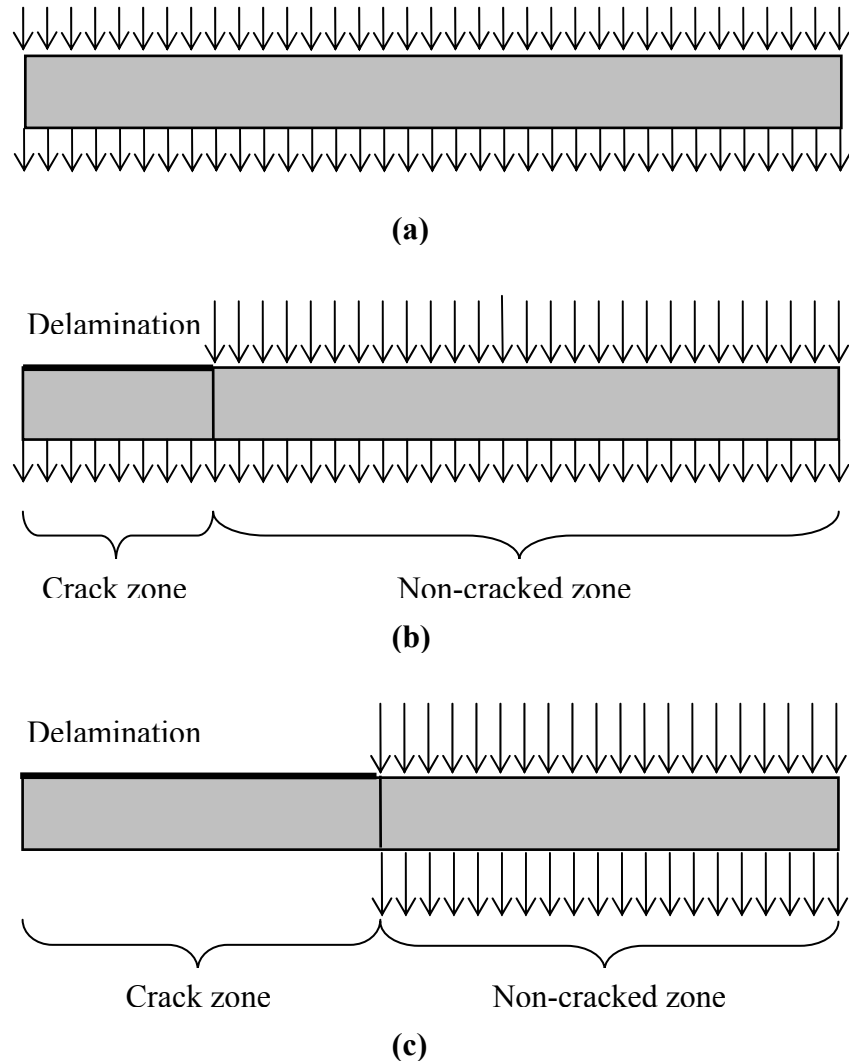 (a)
Delamination
Crack zone
Non-cracked zone
(b)
Delamination
Crack zone
Non-cracked zone
(c)